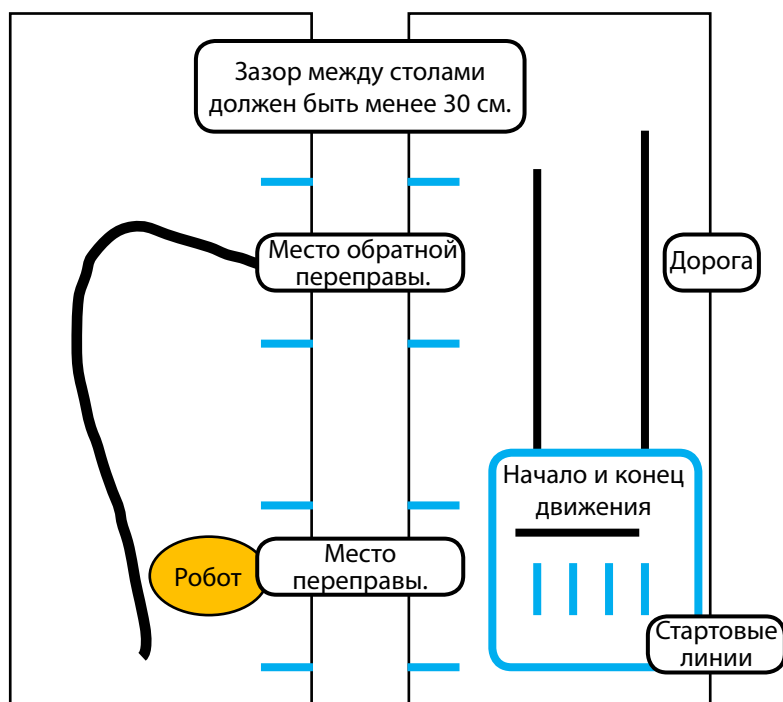 Зазор между столами
должен быть менее 30 см.
Место обратной
переправы.
Дорога
Начало и конец
движения
Робот
Место
переправы.
Стартовые
линии